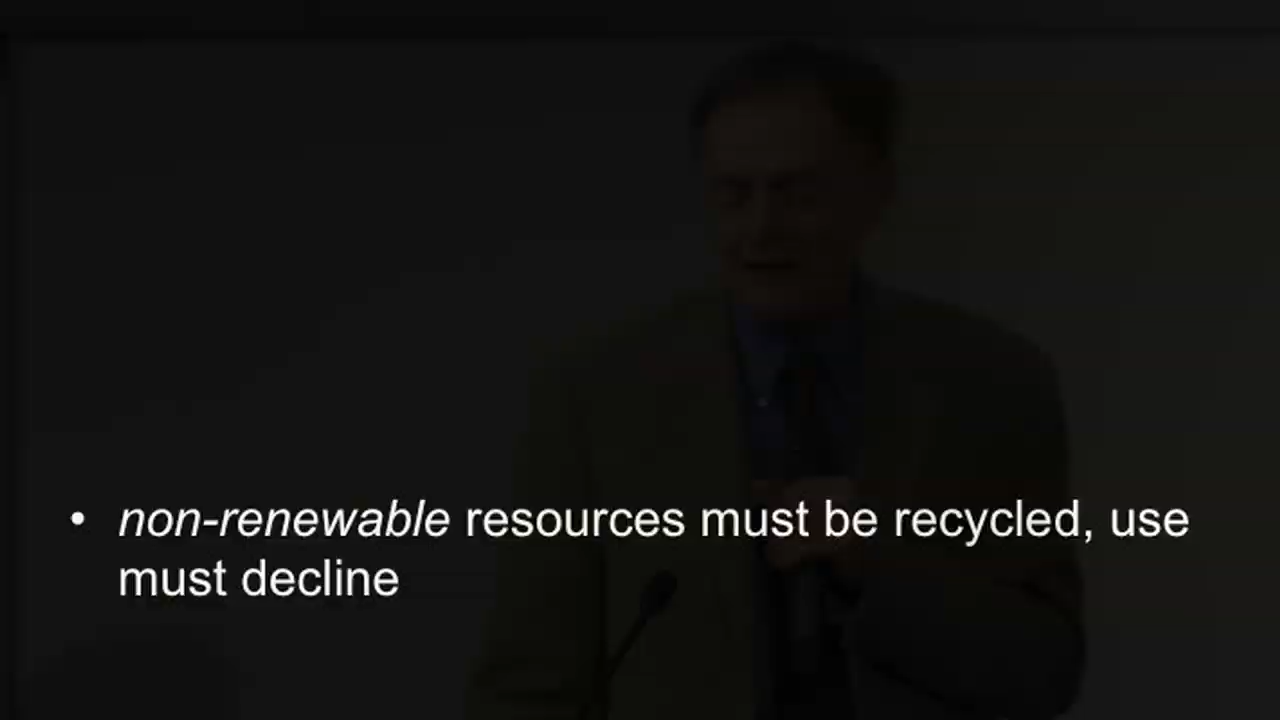 • non-renewable resources must be recycled, use
must decline